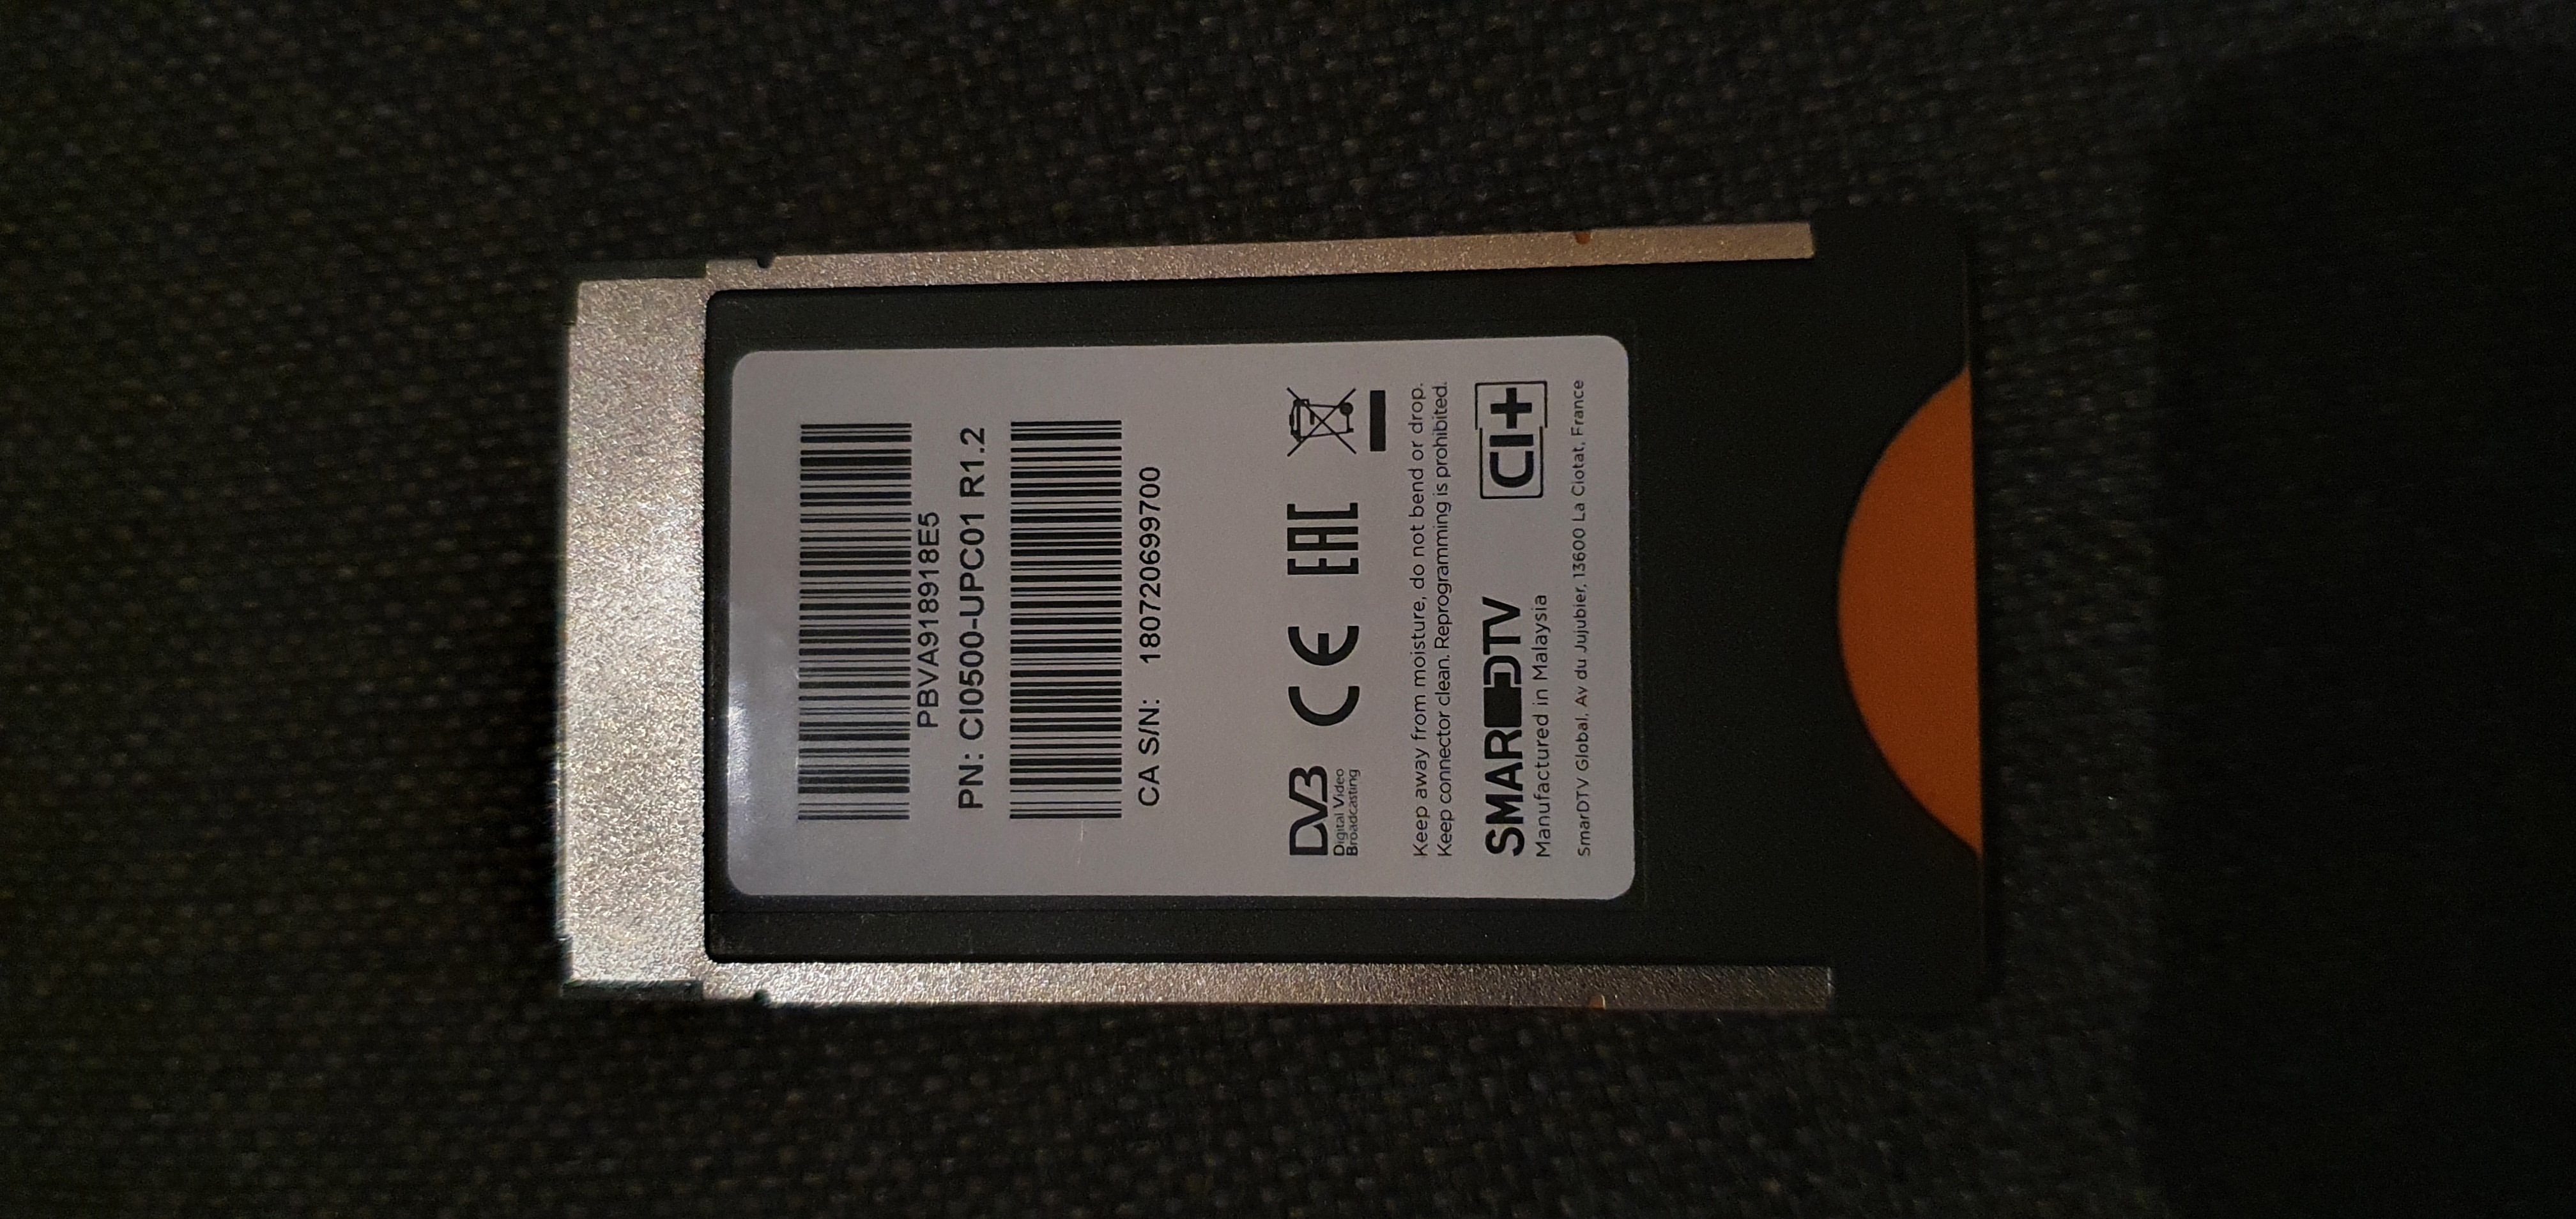 PBVA918918E5
PN: CI0500-UPC01 R1.2
CA S/N: 180720699700
DVB
Digital Video
Broadcasting
CE EAC
Keep away from moisture, do not bend or drop.
Keep connector clean. Reprogramming is prohibited.
SMARDTV
CI+
Manufactured in Malaysia
SmarDTV Global, Av du Jujubier, 13600 La Ciotat, France